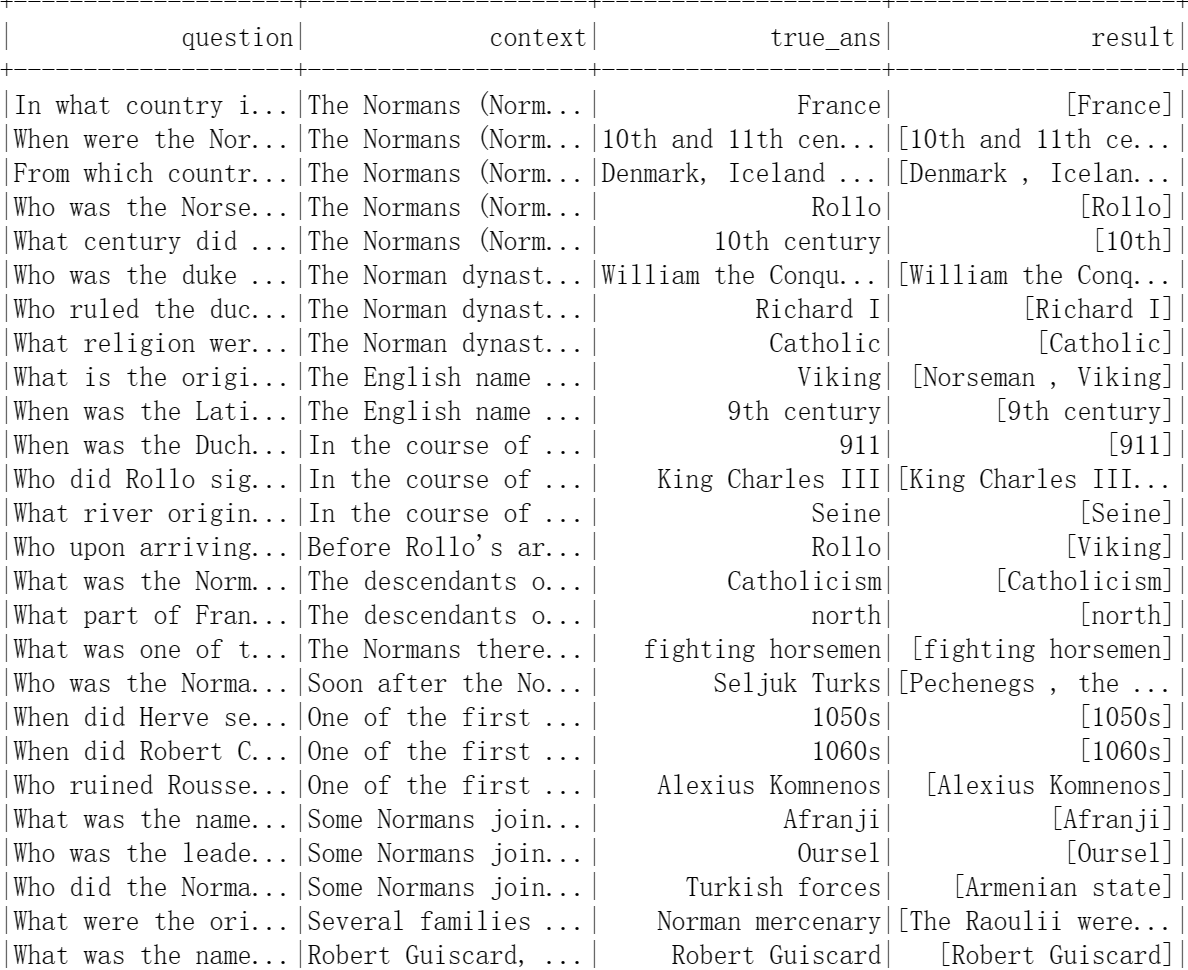 +--------------------+--------------------+--------------------+--------------------+
|            question|             context|            true_ans|              result|
+--------------------+--------------------+--------------------+--------------------+
|In what country i...|The Normans (Norm...|              France|            [France]|
|When were the Nor...|The Normans (Norm...|10th and 11th cen...|[10th and 11th ce...|
|From which countr...|The Normans (Norm...|Denmark, Iceland ...|[Denmark , Icelan...|
|Who was the Norse...|The Normans (Norm...|               Rollo|             [Rollo]|
|What century did ...|The Normans (Norm...|        10th century|              [10th]|
|Who was the duke ...|The Norman dynast...|William the Conqu...|[William the Conq...|
|Who ruled the duc...|The Norman dynast...|           Richard I|         [Richard I]|
|What religion wer...|The Norman dynast...|            Catholic|          [Catholic]|
|What is the origi...|The English name ...|              Viking| [Norseman , Viking]|
|When was the Lati...|The English name ...|         9th century|       [9th century]|
|When was the Duch...|In the course of ...|                 911|               [911]|
|Who did Rollo sig...|In the course of ...|    King Charles III|[King Charles III...|
|What river origin...|In the course of ...|               Seine|             [Seine]|
|Who upon arriving...|Before Rollo's ar...|               Rollo|            [Viking]|
|What was the Norm...|The descendants o...|         Catholicism|       [Catholicism]|
|What part of Fran...|The descendants o...|               north|             [north]|
|What was one of t...|The Normans there...|   fighting horsemen| [fighting horsemen]|
|Who was the Norma...|Soon after the No...|        Seljuk Turks|[Pechenegs , the ...|
|When did Herve se...|One of the first ...|               1050s|             [1050s]|
|When did Robert C...|One of the first ...|               1060s|             [1060s]|
|Who ruined Rousse...|One of the first ...|    Alexius Komnenos|  [Alexius Komnenos]|
|What was the name...|Some Normans join...|             Afranji|           [Afranji]|
|Who was the leade...|Some Normans join...|              Oursel|            [Oursel]|
|Who did the Norma...|Some Normans join...|      Turkish forces|    [Armenian state]|
|What were the ori...|Several families ...|    Norman mercenary|[The Raoulii were...|
|What was the name...|Robert Guiscard, ...|     Robert Guiscard|   [Robert Guiscard]|